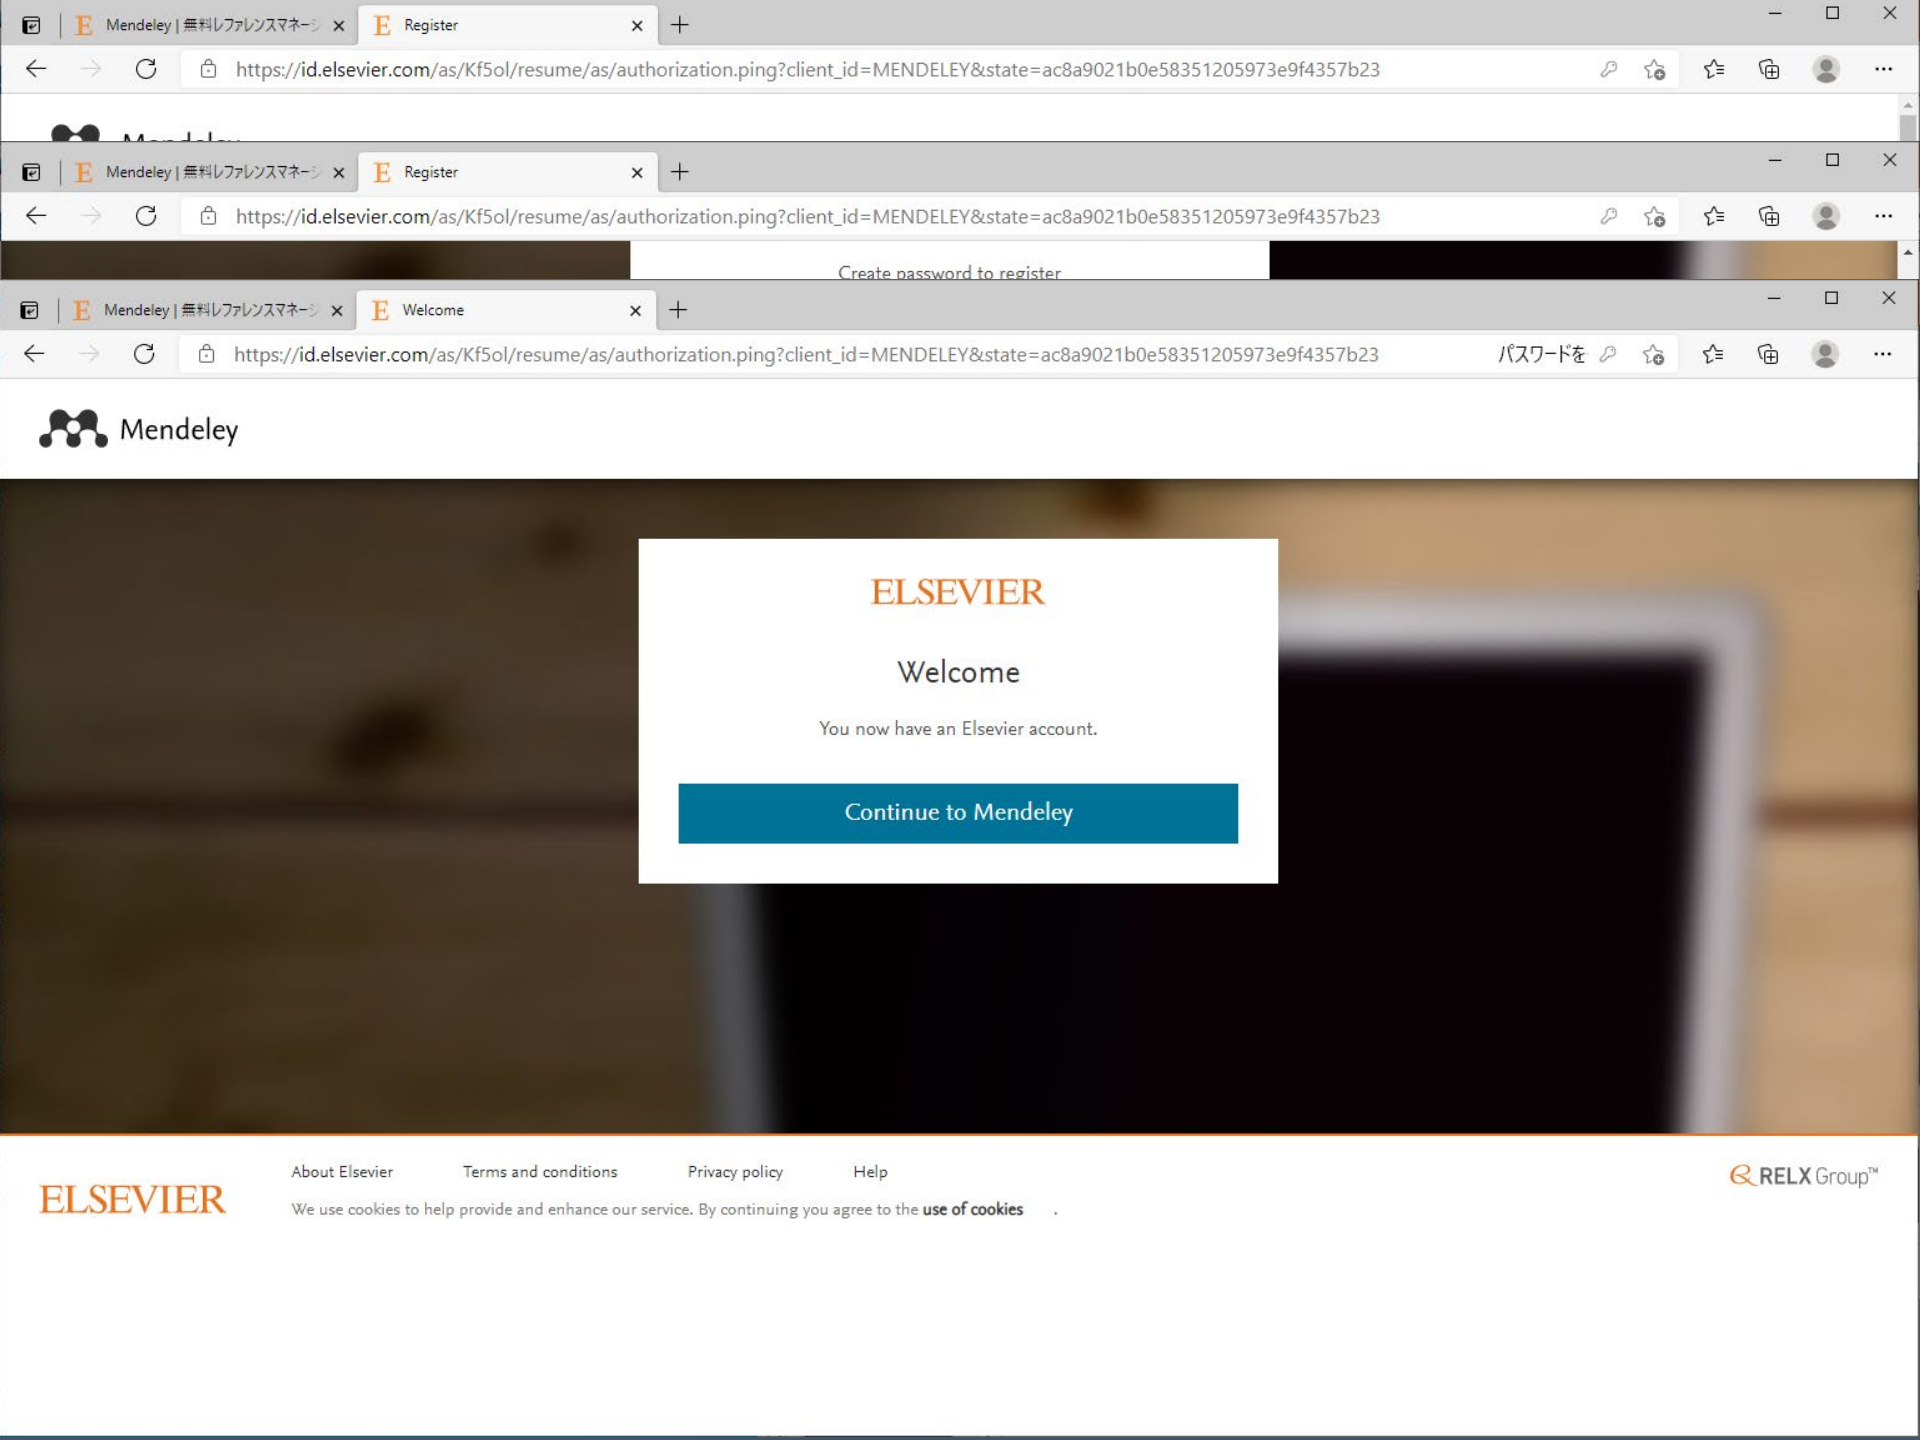 Mendeley | 無料レファレンスマネージ
Register
https://id.elsevier.com/as/Kf5ol/resume/as/authorization.ping?client_id=MENDELEY&state=ac8a9021b0e58351205973e9f4357b23
Mendeley
Mendeley | 無料レファレンスマネージ
Register
https://id.elsevier.com/as/Kf5ol/resume/as/authorization.ping?client_id=MENDELEY&state=ac8a9021b0e58351205973e9f4357b23
Create password to register
Mendeley | 無料レファレンスマネージ
Welcome
https://id.elsevier.com/as/Kf5ol/resume/as/authorization.ping?client_id=MENDELEY&state=ac8a9021b0e58351205973e9f4357b23
パスワードを
Mendeley
ELSEVIER
Welcome
You now have an Elsevier account.
Continue to Mendeley
ELSEVIER
About Elsevier Terms and conditions Privacy policy Help
We use cookies to help provide and enhance our service. By continuing you agree to the use of cookies .
RELX Group™